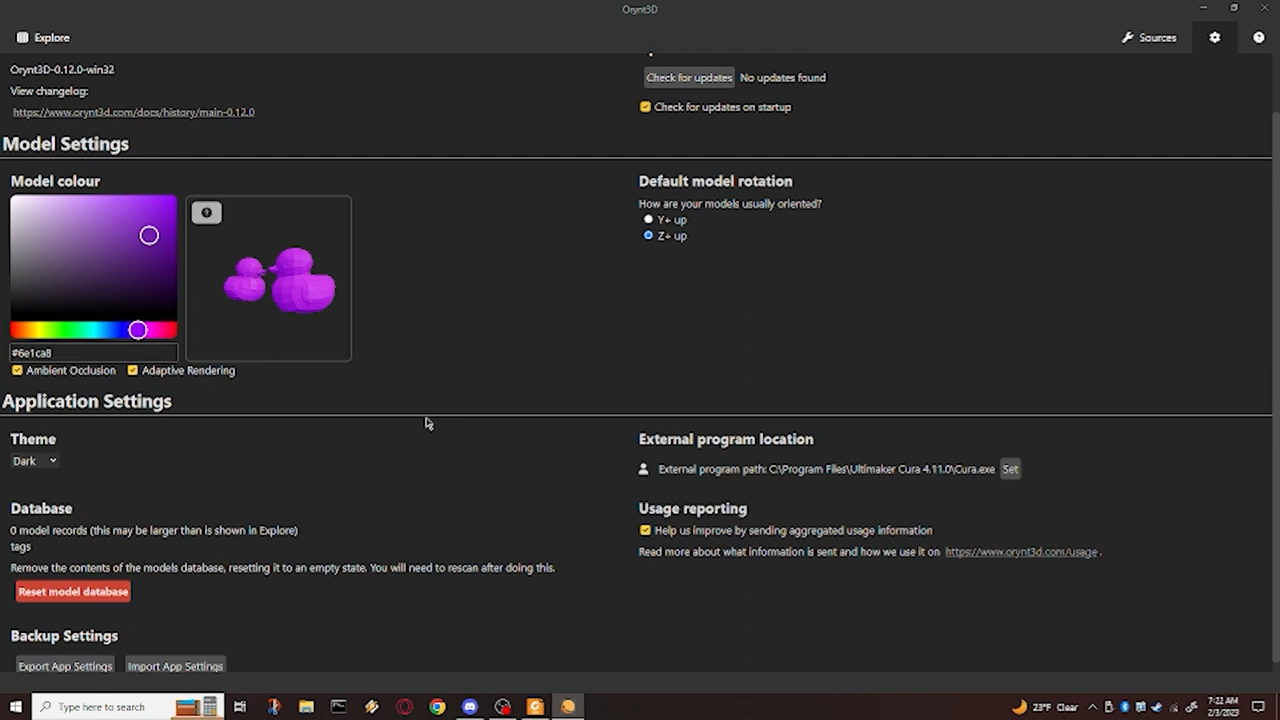 Orynt3D
Explore
Sources
Orynt3D-0.12.0-win32
View changelog:
https://www.orynt3d.com/docs/history/main-0.12.0
Check for updates No updates found
Check for updates on startup
Model Settings
Model colour
#6e1ca8
Ambient Occlusion
Adaptive Rendering
Default model rotation
How are your models usually oriented?
Y+ up
Z+ up
Application Settings
Theme
Dark
External program location
External program path: C:\Program Files\Ultimaker Cura 4.11.0\Cura.exe Set
Database
0 model records (this may be larger than is shown in Explore)
tags
Remove the contents of the models database, resetting it to an empty state. You will need to rescan after doing this.
Reset model database
Usage reporting
Help us improve by sending aggregated usage information
Read more about what information is sent and how we use it on https://www.orynt3d.com/usage .
Backup Settings
Export App Settings
Import App Settings
Type here to search
23°F Clear
7:22 AM
2/3/2023